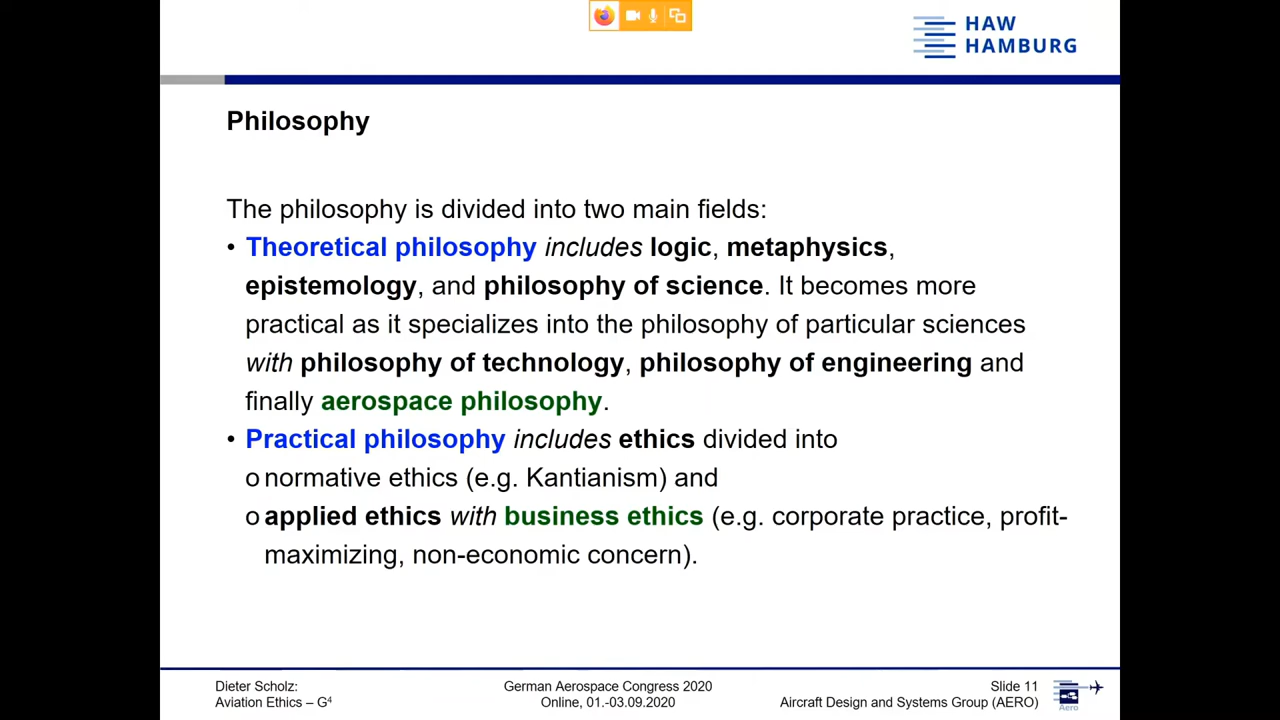 HAW
HAMBURG
Philosophy
The philosophy is divided into two main fields:
• Theoretical philosophy includes logic, metaphysics,
epistemology, and philosophy of science. It becomes more
practical as it specializes into the philosophy of particular sciences
with philosophy of technology, philosophy of engineering and
finally aerospace philosophy.
• Practical philosophy includes ethics divided into
o normative ethics (e.g. Kantianism) and
o applied ethics with business ethics (e.g. corporate practice, profit-
maximizing, non-economic concern).
Dieter Scholz:
Aviation Ethics – G⁴
German Aerospace Congress 2020
Online, 01.-03.09.2020
Slide 11
Aircraft Design and Systems Group (AERO)
Aero